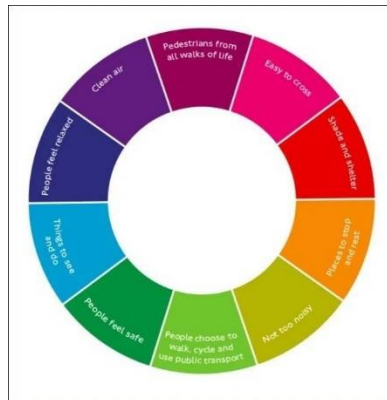 Pedestrians from
all walks of life
Easy to cross
Shade and shelter
Places to stop
and rest
Not too noisy
People choose to
walk, cycle and
use public transport
People feel safe
Things to see
and do
People feel relaxed
Clean air